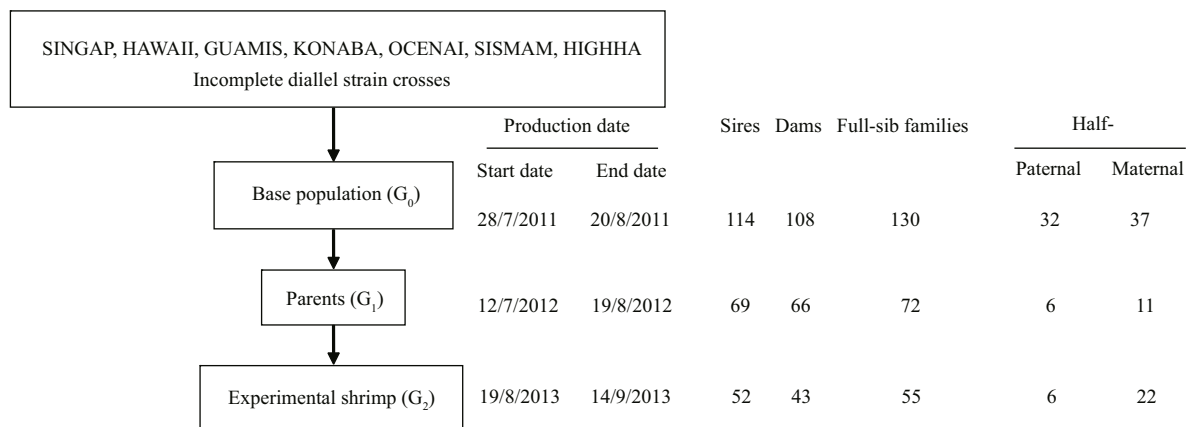 SINGAP, HAWAII, GUAMIS, KONABA, OCENAI, SISMAM, HIGHHA
Incomplete diallel strain crosses
Production date Sires Dams Full-sib families Half-
Start date End date Paternal Maternal
Base population (G₀)
28/7/2011 20/8/2011 114 108 130 32 37
Parents (G₁)
12/7/2012 19/8/2012 69 66 72 6 11
Experimental shrimp (G₂) 19/8/2013 14/9/2013 52 43 55 6 22